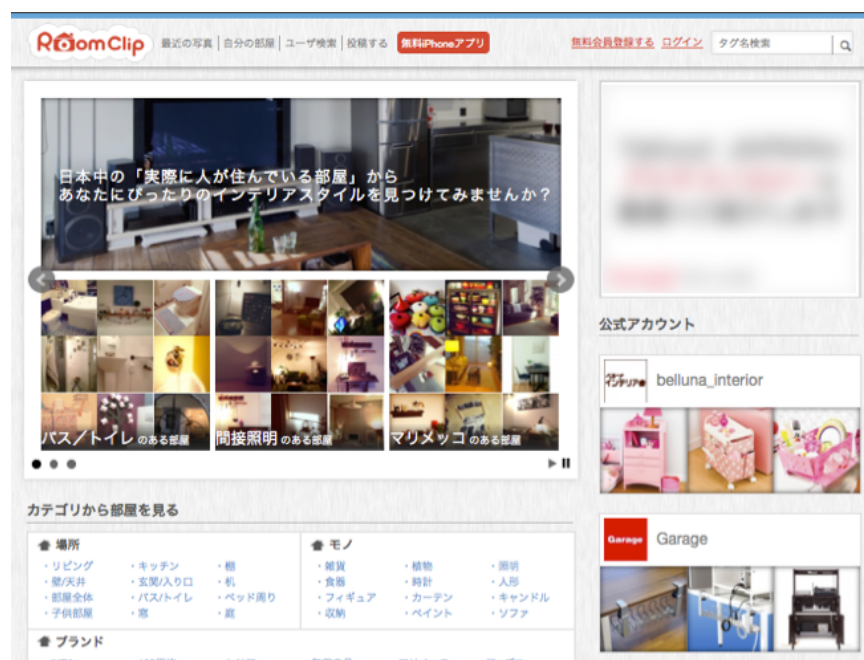 RoomClip
最近の写真 自分の部屋 ユーザ検索 投稿する 無料iPhoneアプリ
無料会員登録する ログイン タグ名検索
日本中の「実際に人が住んでいる部屋」から
あなたにぴったりのインテリアスタイルを見つけてみませんか?
バス/トイレ のある部屋
間接照明 のある部屋
マリメッコ のある部屋
公式アカウント
belluna_interior
Garage
Garage
カテゴリから部屋を見る
場所
・リビング ・キッチン ・棚
・壁/天井 ・玄関/入り口 ・机
・部屋全体 ・バス/トイレ ・ベッド周り
・子供部屋 ・窓 ・庭
モノ
・雑貨 ・植物 ・照明
・食器 ・時計 ・人形
・フィギュア ・カーテン ・キャンドル
・収納 ・ペイント ・ソファ
ブランド